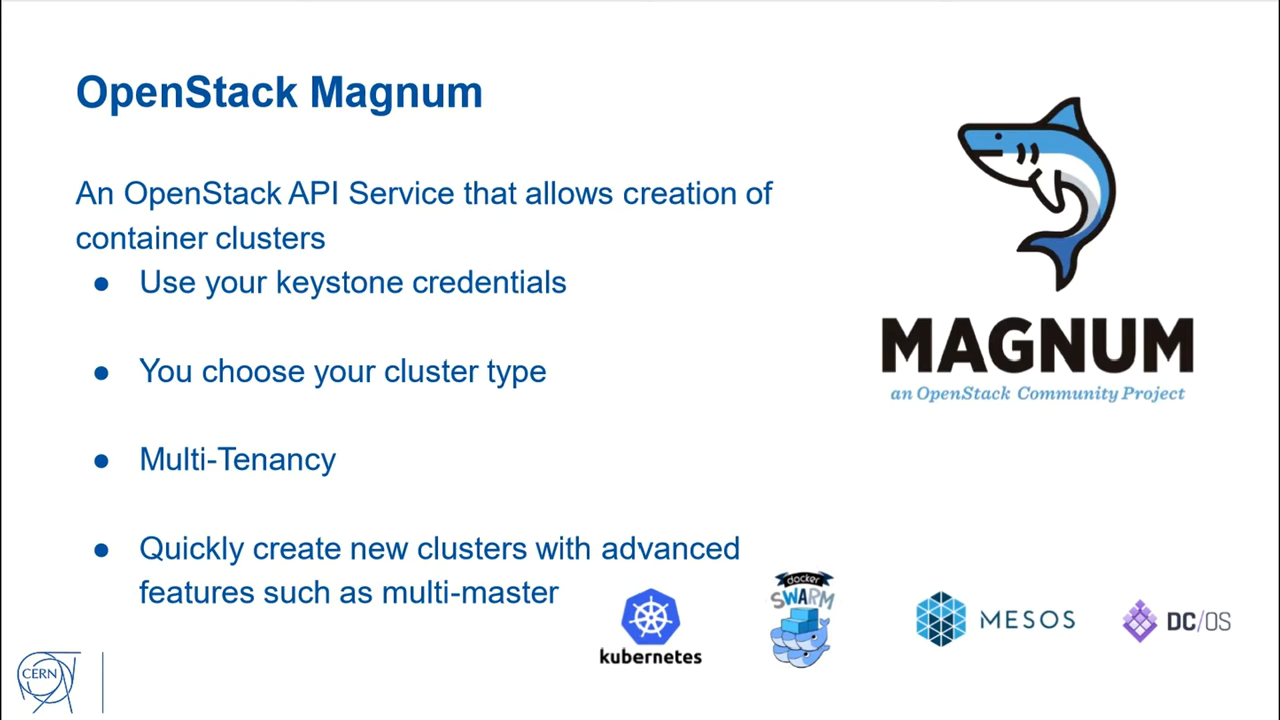 OpenStack Magnum
An OpenStack API Service that allows creation of
container clusters
● Use your keystone credentials
● You choose your cluster type
● Multi-Tenancy
● Quickly create new clusters with advanced
features such as multi-master
MAGNUM
an OpenStack Community Project
kubernetes
docker
SWARM
MESOS
DC/OS
CERN